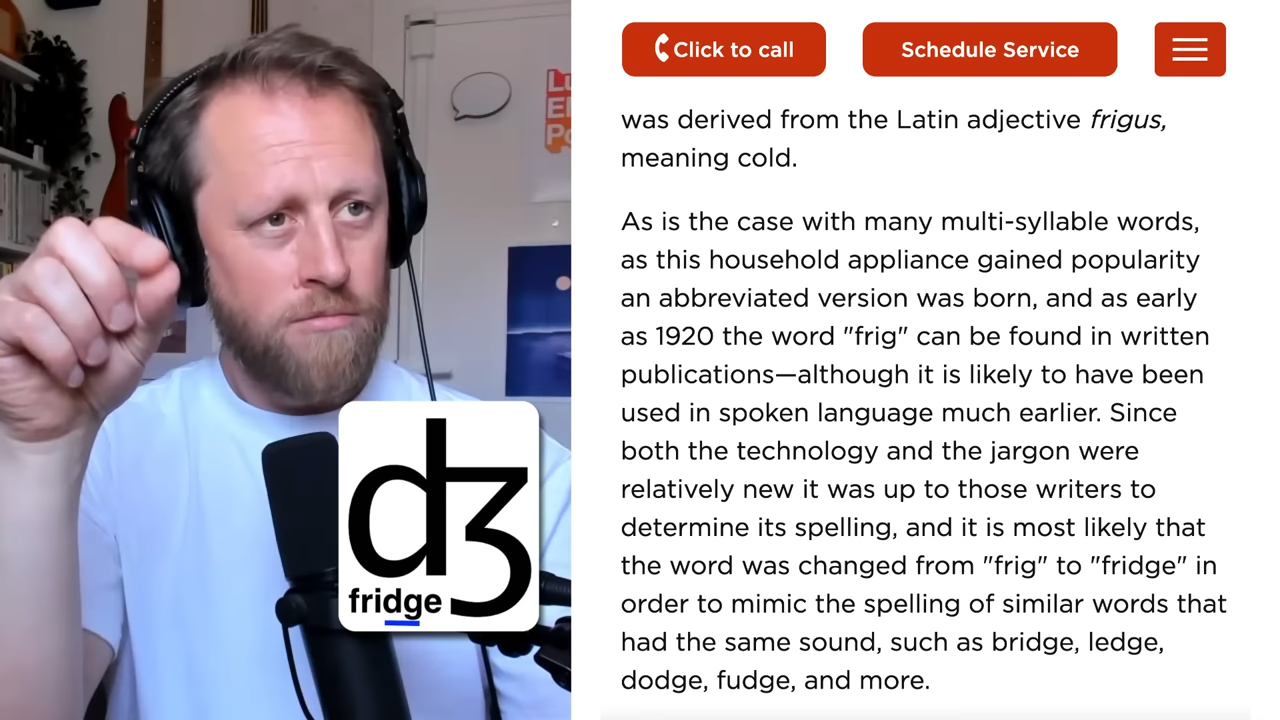 Lu
El
Po
dʒ
fridge
Click to call
Schedule Service
was derived from the Latin adjective frigus,
meaning cold.
As is the case with many multi-syllable words,
as this household appliance gained popularity
an abbreviated version was born, and as early
as 1920 the word "frig" can be found in written
publications—although it is likely to have been
used in spoken language much earlier. Since
both the technology and the jargon were
relatively new it was up to those writers to
determine its spelling, and it is most likely that
the word was changed from "frig" to "fridge" in
order to mimic the spelling of similar words that
had the same sound, such as bridge, ledge,
dodge, fudge, and more.